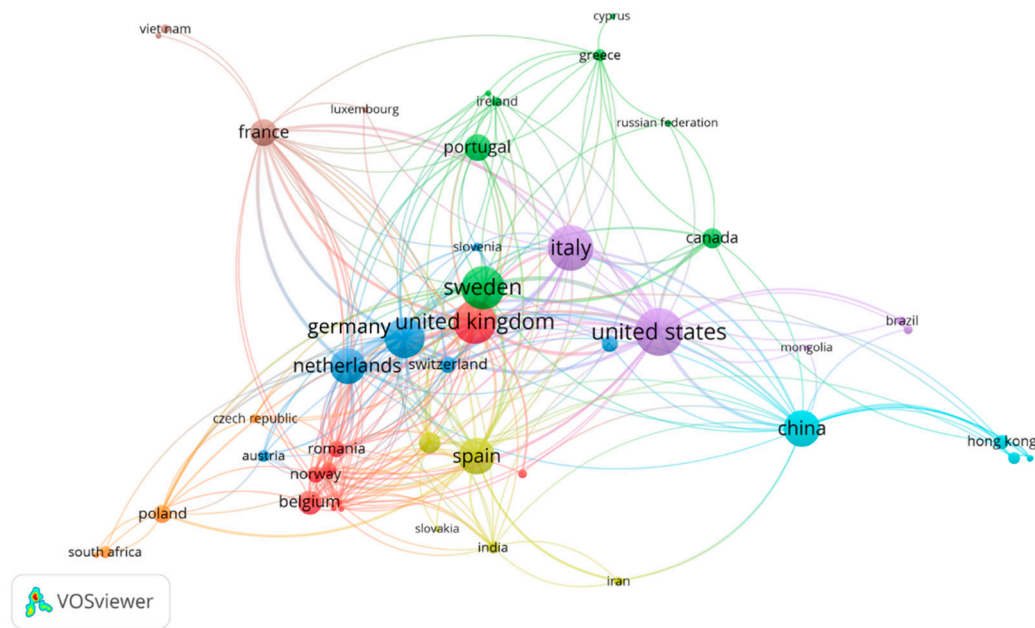 cyprus
viet nam
greece
ireland
luxembourg
russian federation
france
portugal
canada
slovenia
italy
sweden
brazil
germany
united kingdom
united states
mongolia
netherlands
switzerland
czech republic
china
hong kong
romania
austria
spain
norway
belgium
poland
slovakia
india
south africa
iran
VOSviewer